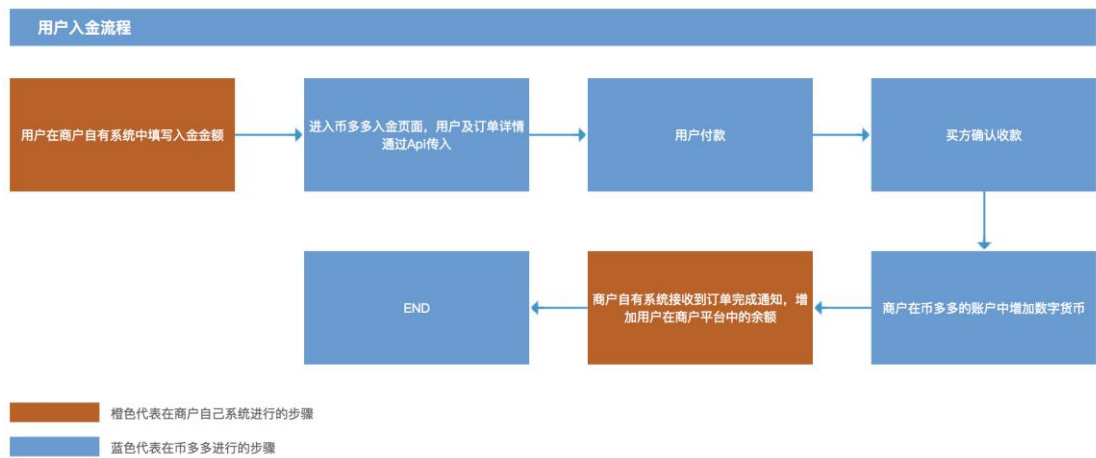 用户入金流程
用户在商户自有系统中填写入金金额
进入币多多入金页面，用户及订单详情
通过Api传入
用户付款
买方确认收款
END
商户自有系统接收到订单完成通知，增
加用户在商户平台中的余额
商户在币多多的账户中增加数字货币
橙色代表在商户自己系统进行的步骤
蓝色代表在币多多进行的步骤